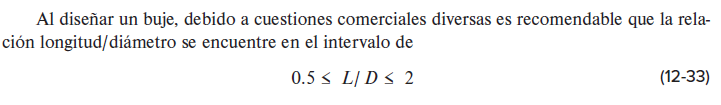 Al diseñar un buje, debido a cuestiones comerciales diversas es recomendable que la rela-
ción longitud/diámetro se encuentre en el intervalo de
0.5 ≤ L/D ≤ 2 (12-33)